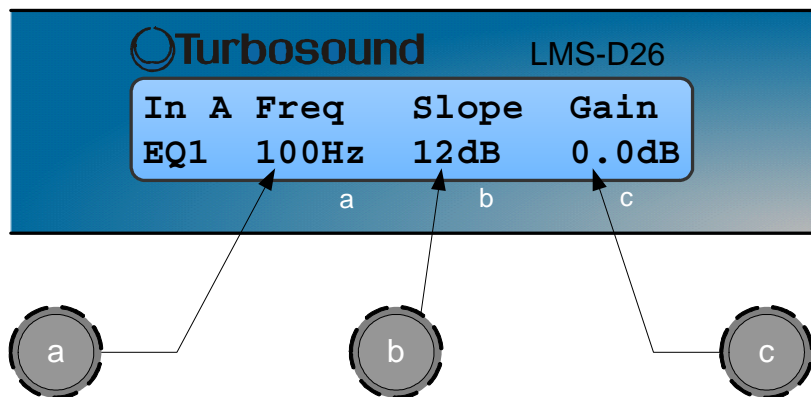 Turbosound LMS-D26
In A Freq Slope Gain
EQ1 100Hz 12dB 0.0dB
a b c
a b c